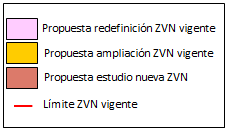 Propuesta redefinición ZVN vigente
Propuesta ampliación ZVN vigente
Propuesta estudio nueva ZVN
Límite ZVN vigente